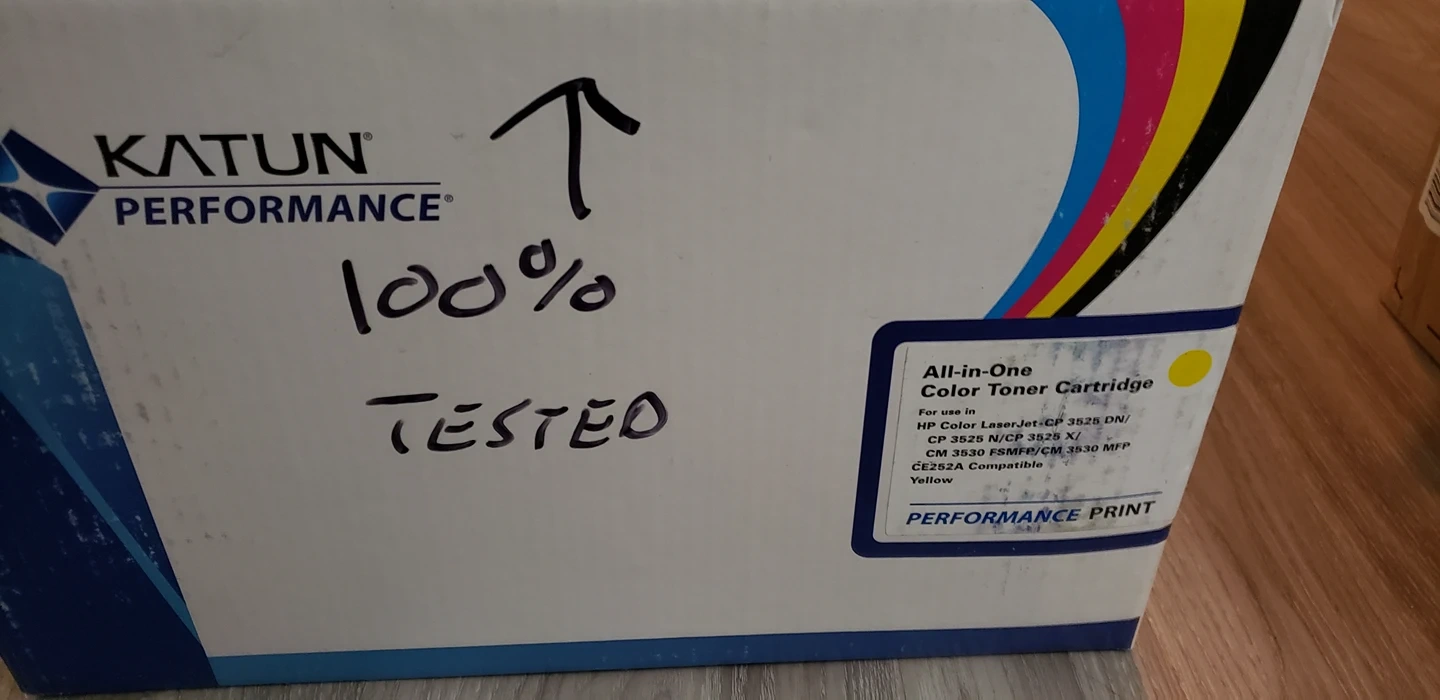 KATUN®
PERFORMANCE®
100%
TESTED
All-in-One
Color Toner Cartridge
For use in
HP Color LaserJet-CP 3525 DN/
CP 3525 N/CP 3525 X/
CM 3530 FSMFP/CM 3530 MFP
CE252A Compatible
Yellow
PERFORMANCE PRINT